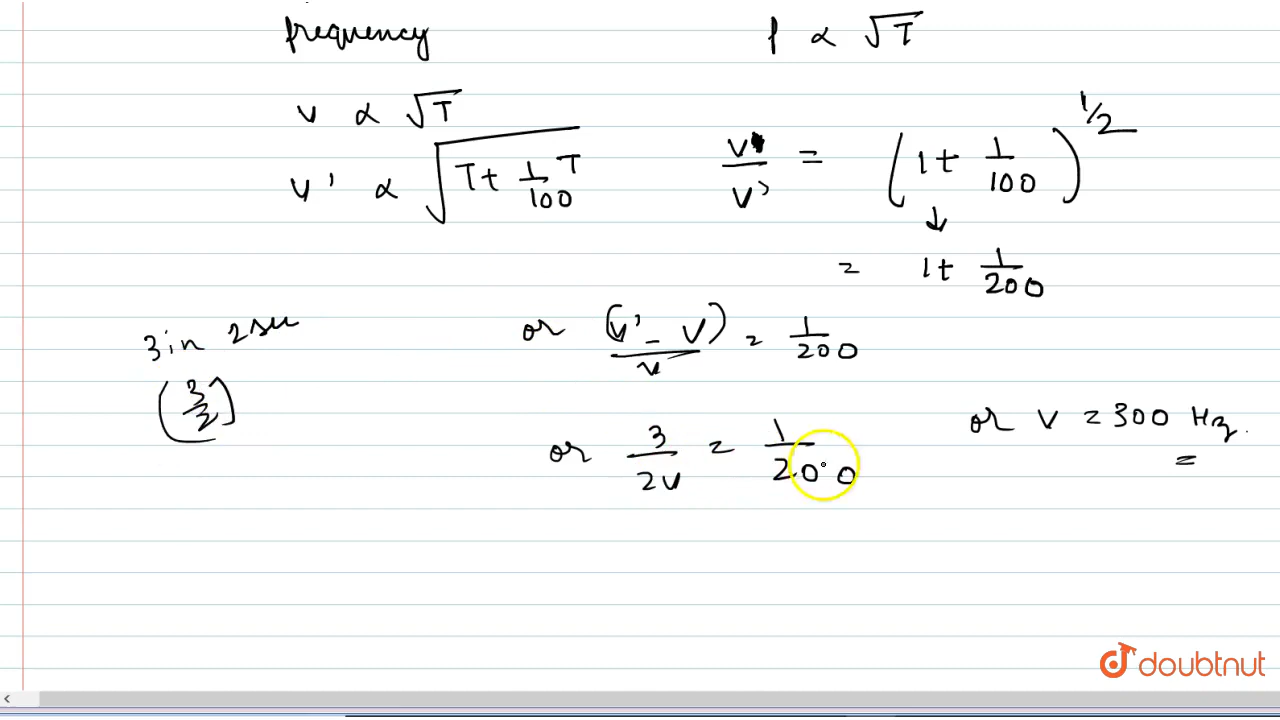 frequency f ∝ √T
v ∝ √T
v' ∝ √(T + 1/100 T) v/v' = (1 + 1/100)^1/2
↓
= 1 + 1/200
3 in 2 sec or (v' - v)/v = 1/200
(3/2)
or 3/2v = 1/200 or v = 300 Hz.
=
doubtnut